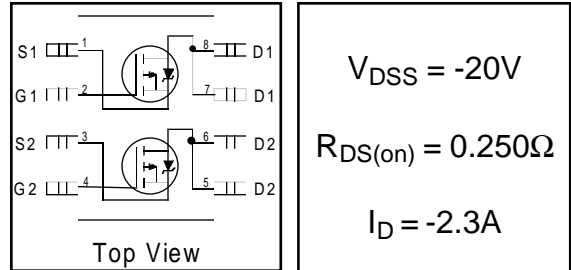 S1 1 8 D1
G1 2 7 D1
S2 3 6 D2
G2 4 5 D2
Top View
VDSS = -20V
RDS(on) = 0.250Ω
ID = -2.3A